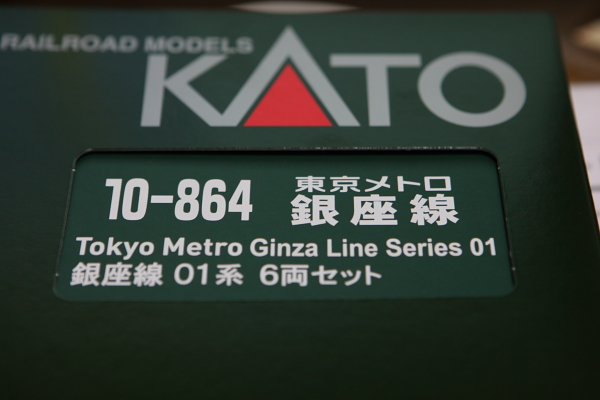 RAILROAD MODELS
KATO
10-864
東京メトロ
銀座線
Tokyo Metro Ginza Line Series 01
銀座線 01系 6両セット